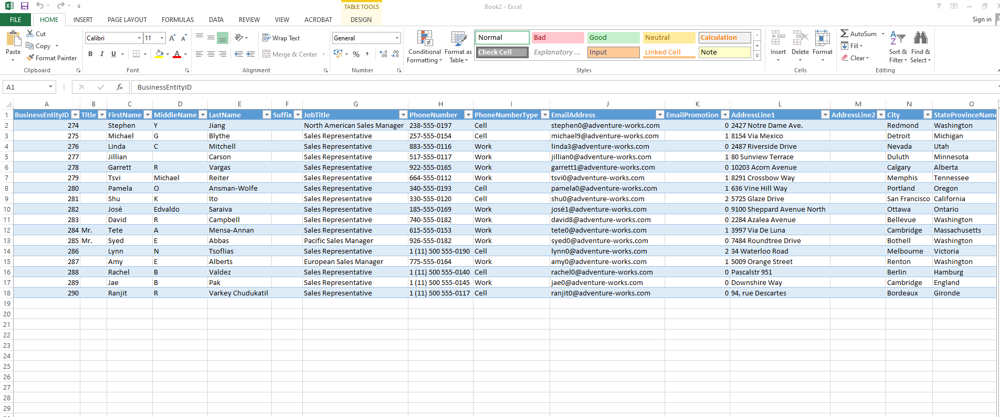 TABLE TOOLS
Book2 - Excel
?
FILE HOME INSERT PAGE LAYOUT FORMULAS DATA REVIEW VIEW ACROBAT DESIGN
Sign in
Paste
Cut
Copy
Format Painter
Clipboard
Calibri 11
B I U
Font
Wrap Text
Merge & Center
Alignment
General
%
Number
Conditional Formatting
Format as Table
Normal Bad Good Neutral Calculation
Check Cell Explanatory ... Input Linked Cell Note
Styles
Insert Delete Format
Cells
AutoSum
Fill
Clear
Sort & Filter
Find & Select
Editing
A1 fx BusinessEntityID
A B C D E F G H I J K L M N O
1 BusinessEntityID Title FirstName MiddleName LastName Suffix JobTitle PhoneNumber PhoneNumberType EmailAddress EmailPromotion AddressLine1 AddressLine2 City StateProvinceName
2 274 Stephen Y Jiang North American Sales Manager 238-555-0197 Cell stephen0@adventure-works.com 0 2427 Notre Dame Ave. Redmond Washington
3 275 Michael G Blythe Sales Representative 257-555-0154 Cell michael9@adventure-works.com 1 8154 Via Mexico Detroit Michigan
4 276 Linda C Mitchell Sales Representative 883-555-0116 Work linda3@adventure-works.com 0 2487 Riverside Drive Nevada Utah
5 277 Jillian Carson Sales Representative 517-555-0117 Work jillian0@adventure-works.com 1 80 Sunview Terrace Duluth Minnesota
6 278 Garrett R Vargas Sales Representative 922-555-0165 Work garrett1@adventure-works.com 0 10203 Acorn Avenue Calgary Alberta
7 279 Tsvi Michael Reiter Sales Representative 664-555-0112 Work tsvi0@adventure-works.com 1 8291 Crossbow Way Memphis Tennessee
8 280 Pamela O Ansman-Wolfe Sales Representative 340-555-0193 Cell pamela0@adventure-works.com 1 636 Vine Hill Way Portland Oregon
9 281 Shu K Ito Sales Representative 330-555-0120 Cell shu0@adventure-works.com 2 5725 Glaze Drive San Francisco California
10 282 José Edvaldo Saraiva Sales Representative 185-555-0169 Work josé1@adventure-works.com 0 9100 Sheppard Avenue North Ottawa Ontario
11 283 David R Campbell Sales Representative 740-555-0182 Work david8@adventure-works.com 0 2284 Azalea Avenue Bellevue Washington
12 284 Mr. Tete A Mensa-Annan Sales Representative 615-555-0153 Work tete0@adventure-works.com 1 3997 Via De Luna Cambridge Massachusetts
13 285 Mr. Syed E Abbas Pacific Sales Manager 926-555-0182 Work syed0@adventure-works.com 0 7484 Roundtree Drive Bothell Washington
14 286 Lynn N Tsoflias Sales Representative 1 (11) 500 555-0190 Cell lynn0@adventure-works.com 2 34 Waterloo Road Melbourne Victoria
15 287 Amy E Alberts European Sales Manager 775-555-0164 Work amy0@adventure-works.com 1 5009 Orange Street Renton Washington
16 288 Rachel B Valdez Sales Representative 1 (11) 500 555-0140 Cell rachel0@adventure-works.com 0 Pascalstr 951 Berlin Hamburg
17 289 Jae B Pak Sales Representative 1 (11) 500 555-0145 Work jae0@adventure-works.com 0 Downshire Way Cambridge England
18 290 Ranjit R Varkey Chudukatil Sales Representative 1 (11) 500 555-0117 Cell ranjit0@adventure-works.com 0 94, rue Descartes Bordeaux Gironde
19
20
21
22
23
24
25
26
27
28
29